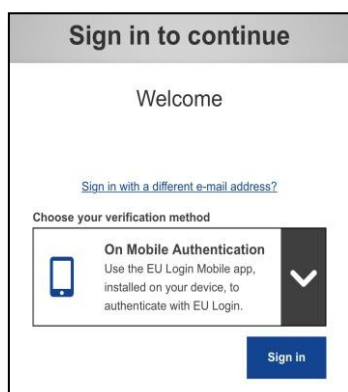 Sign in to continue
Welcome
Sign in with a different e-mail address?
Choose your verification method
On Mobile Authentication
Use the EU Login Mobile app,
installed on your device, to
authenticate with EU Login.
Sign in